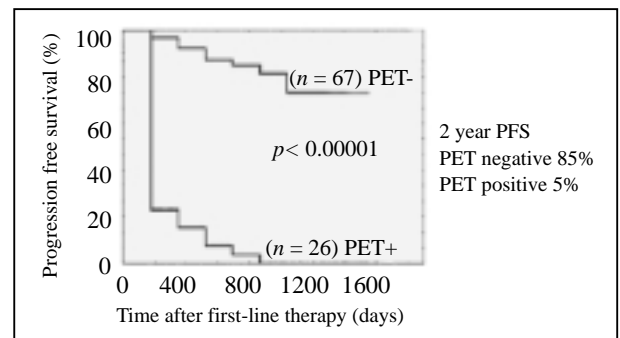 Progression free survival (%)
100
80
60
40
20
0
(n = 67) PET-
p< 0.00001
(n = 26) PET+
0 400 800 1200 1600
Time after first-line therapy (days)
2 year PFS
PET negative 85%
PET positive 5%